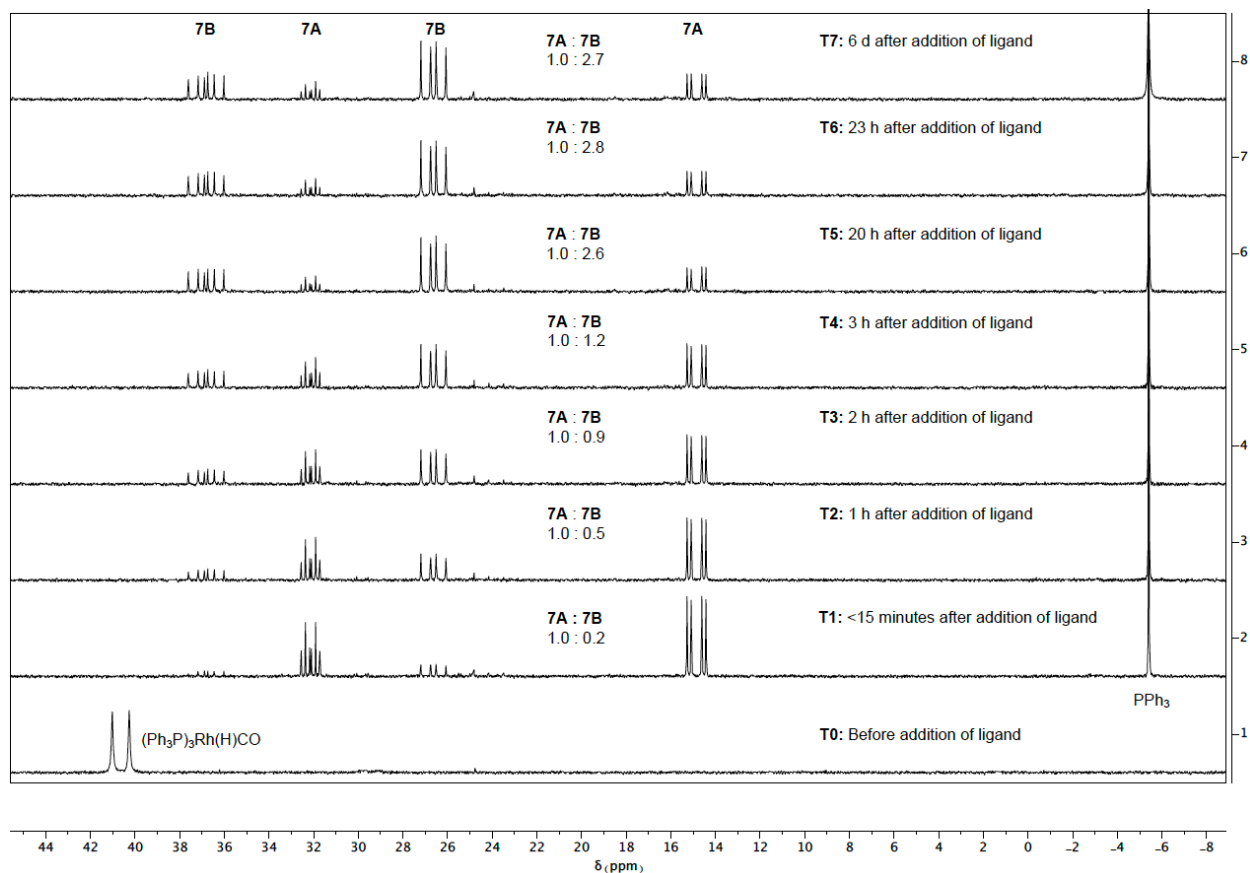 7B 7A 7B 7A
7A : 7B
1.0 : 2.7
T7: 6 d after addition of ligand
8
7A : 7B
1.0 : 2.8
T6: 23 h after addition of ligand
7
7A : 7B
1.0 : 2.6
T5: 20 h after addition of ligand
6
7A : 7B
1.0 : 1.2
T4: 3 h after addition of ligand
5
7A : 7B
1.0 : 0.9
T3: 2 h after addition of ligand
4
7A : 7B
1.0 : 0.5
T2: 1 h after addition of ligand
3
7A : 7B
1.0 : 0.2
T1: <15 minutes after addition of ligand
2
PPh3
(Ph3P)3Rh(H)CO
T0: Before addition of ligand
1
44 42 40 38 36 34 32 30 28 26 24 22 20 18 16 14 12 10 8 6 4 2 0 -2 -4 -6 -8
δ(ppm)